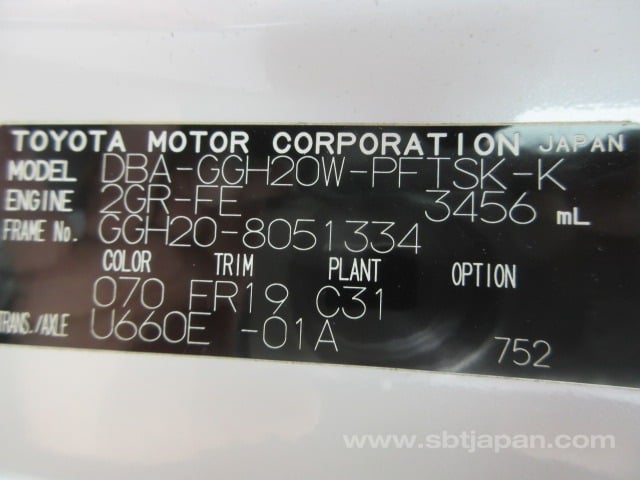 TOYOTA MOTOR CORPORATION JAPAN
MODEL DBA-GGH20W-PFTSK-K
ENGINE 2GR-FE 3456 mL
FRAME No. GGH20-8051334
COLOR TRIM PLANT OPTION
070 FR19 C31
TRANS./AXLE U660E -01A 752
www.sbtjapan.com